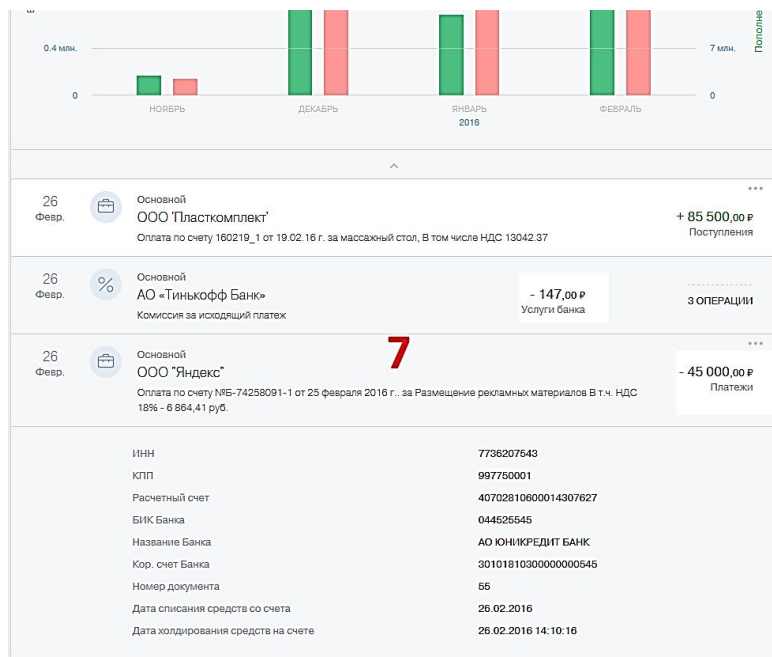 Пополне
0.4 млн.
7 млн.
0
0
НОЯБРЬ
ДЕКАБРЬ
ЯНВАРЬ
ФЕВРАЛЬ
2016
26
Февр.
Основной
ООО 'Пласткомплект'
Оплата по счету 160219_1 от 19.02.16 г. за массажный стол, В том числе НДС 13042.37
+ 85 500,00 ₽
Поступления
26
Февр.
Основной
АО «Тинькофф Банк»
Комиссия за исходящий платеж
- 147,00 ₽
Услуги банка
3 ОПЕРАЦИИ
7
26
Февр.
Основной
ООО "Яндекс"
Оплата по счету №Б-74258091-1 от 25 февраля 2016 г.. за Размещение рекламных материалов В т.ч. НДС
18% - 6 864,41 руб.
- 45 000,00 ₽
Платежи
ИНН 7736207543
КПП 997750001
Расчетный счет 40702810600014307627
БИК Банка 044525545
Название Банка АО ЮНИКРЕДИТ БАНК
Кор. счет Банка 30101810300000000545
Номер документа 55
Дата списания средств со счета 26.02.2016
Дата холдирования средств на счете 26.02.2016 14:10:16